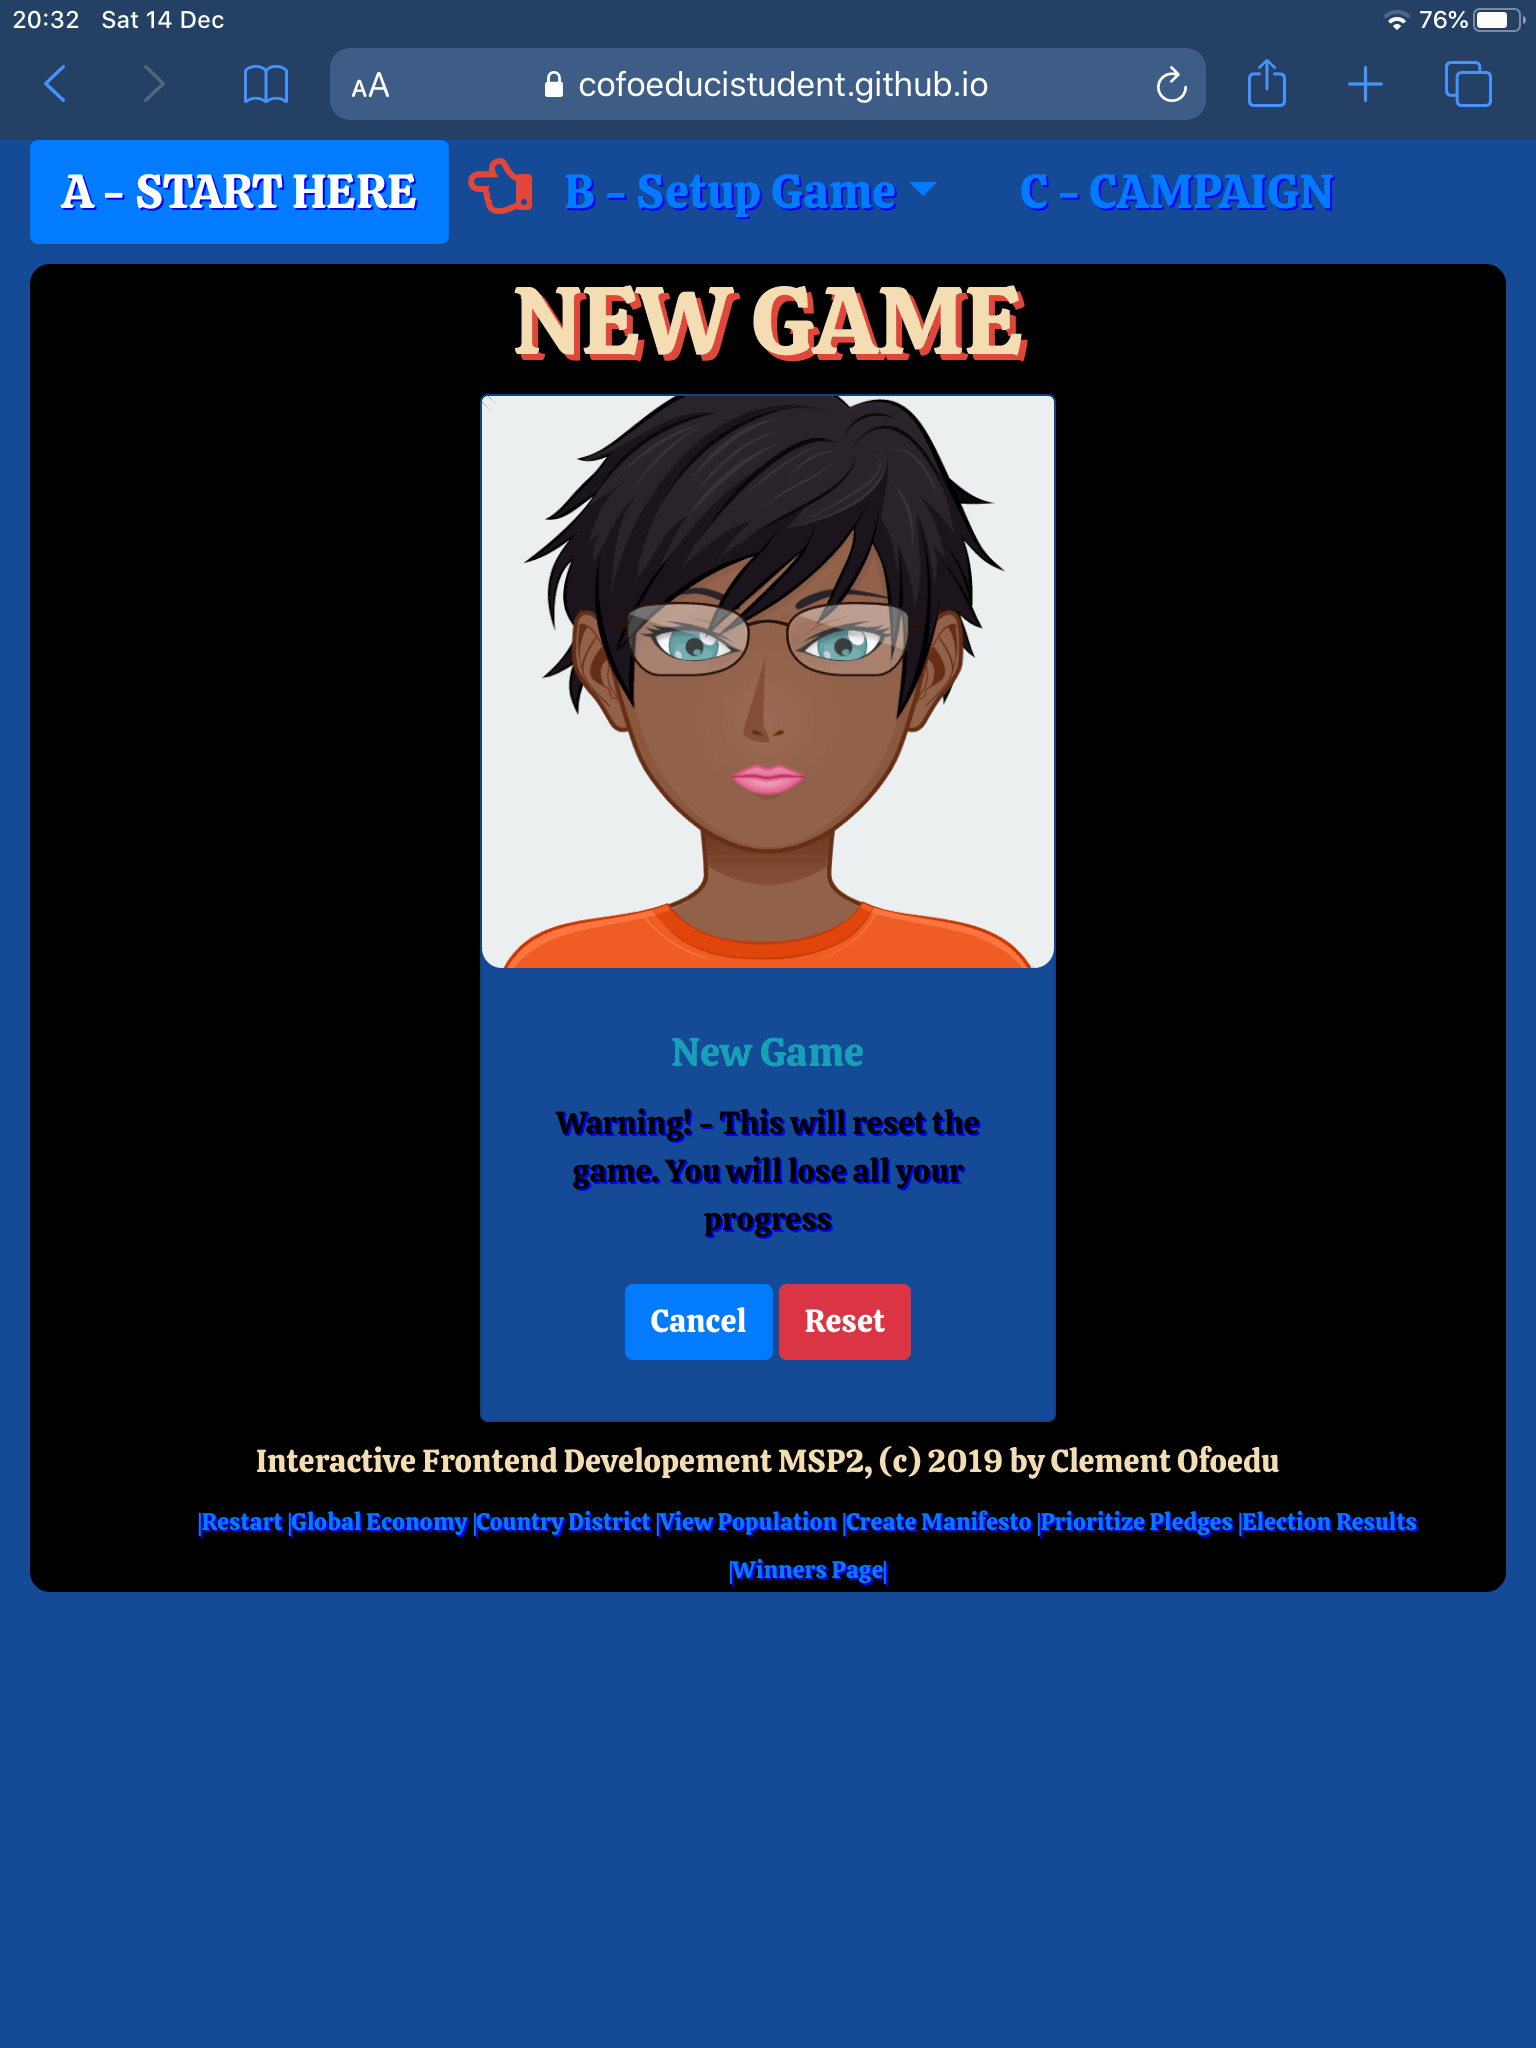 20:32 Sat 14 Dec 76%
AA cofoeducistudent.github.io
A - START HERE B - Setup Game C - CAMPAIGN
NEW GAME
New Game
Warning! - This will reset the
game. You will lose all your
progress
Cancel Reset
Interactive Frontend Developement MSP2, (c) 2019 by Clement Ofoedu
|Restart |Global Economy |Country District |View Population |Create Manifesto |Prioritize Pledges |Election Results
|Winners Page|